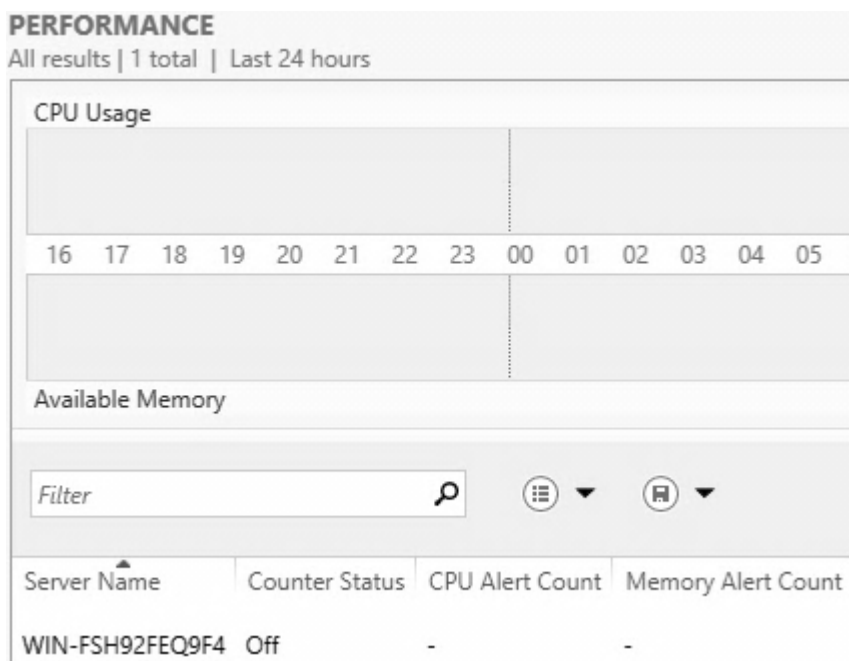 PERFORMANCE
All results | 1 total | Last 24 hours
CPU Usage
16 17 18 19 20 21 22 23 00 01 02 03 04 05
Available Memory
Filter
Server Name Counter Status CPU Alert Count Memory Alert Count
WIN-FSH92FEQ9F4 Off - -